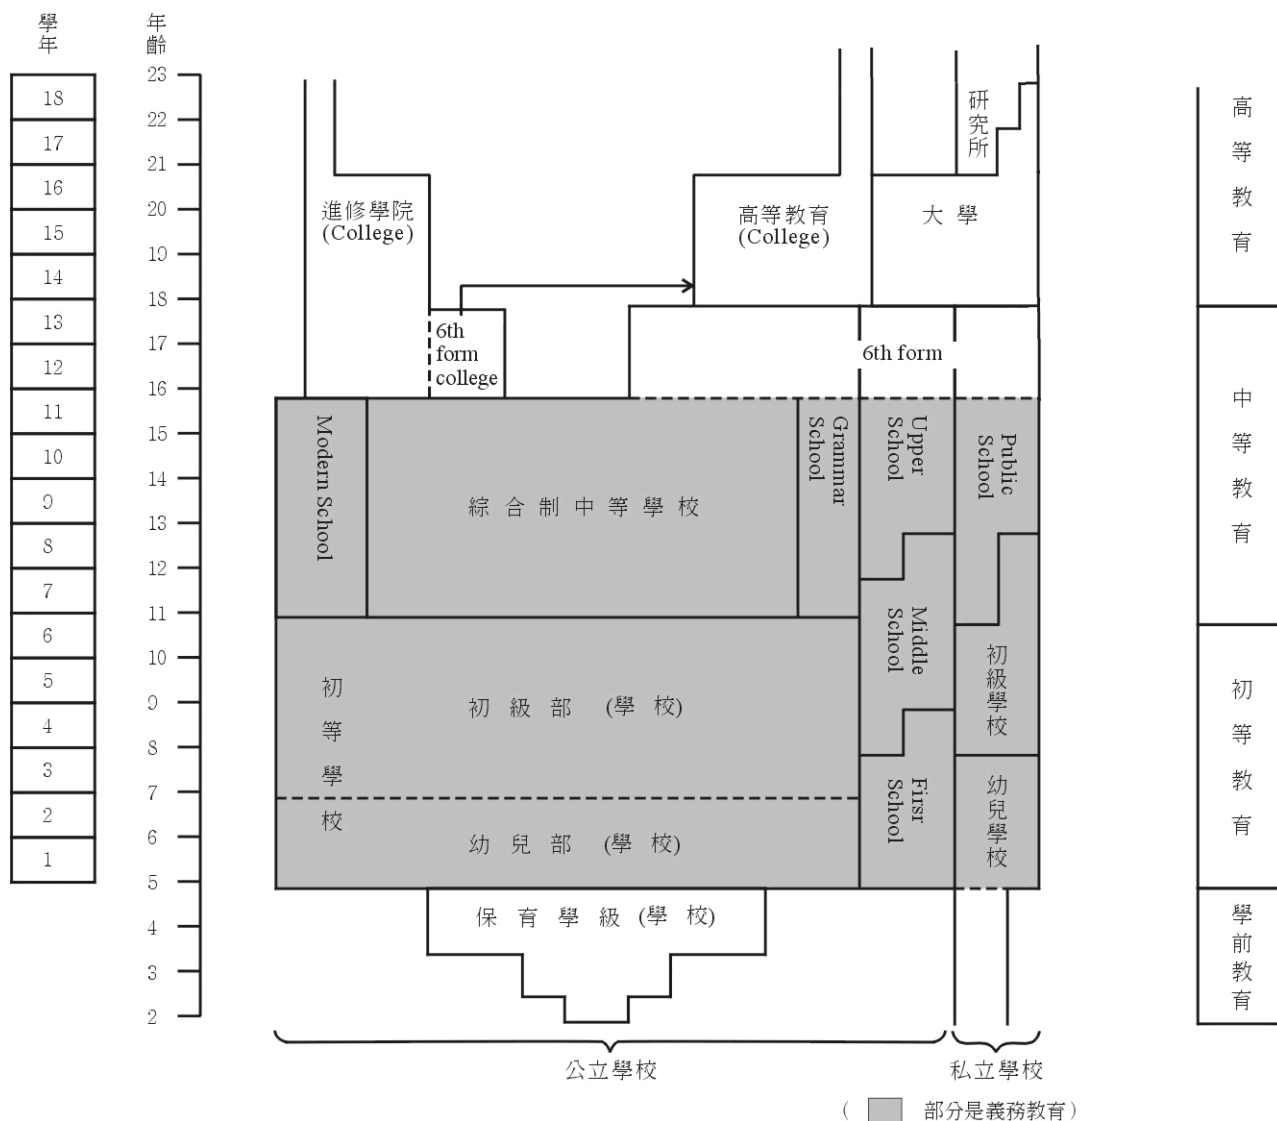 學年
年齡
18
17
16
15
14
13
12
11
10
9
8
7
6
5
4
3
2
1
23
22
21
20
19
18
17
16
15
14
13
12
11
10
9
8
7
6
5
4
3
2
研究所
進修學院
(College)
高等教育
(College)
大學
6th
form
college
6th form
Modern School
綜合制中等學校
Grammar
School
Upper
School
Public
School
Middle
School
初級學校
初等學校
初級部 (學校)
Firsr
School
幼兒學校
幼兒部 (學校)
保育學級 (學校)
高等教育
中等教育
初等教育
學前教育
公立學校
私立學校
( 部分是義務教育)